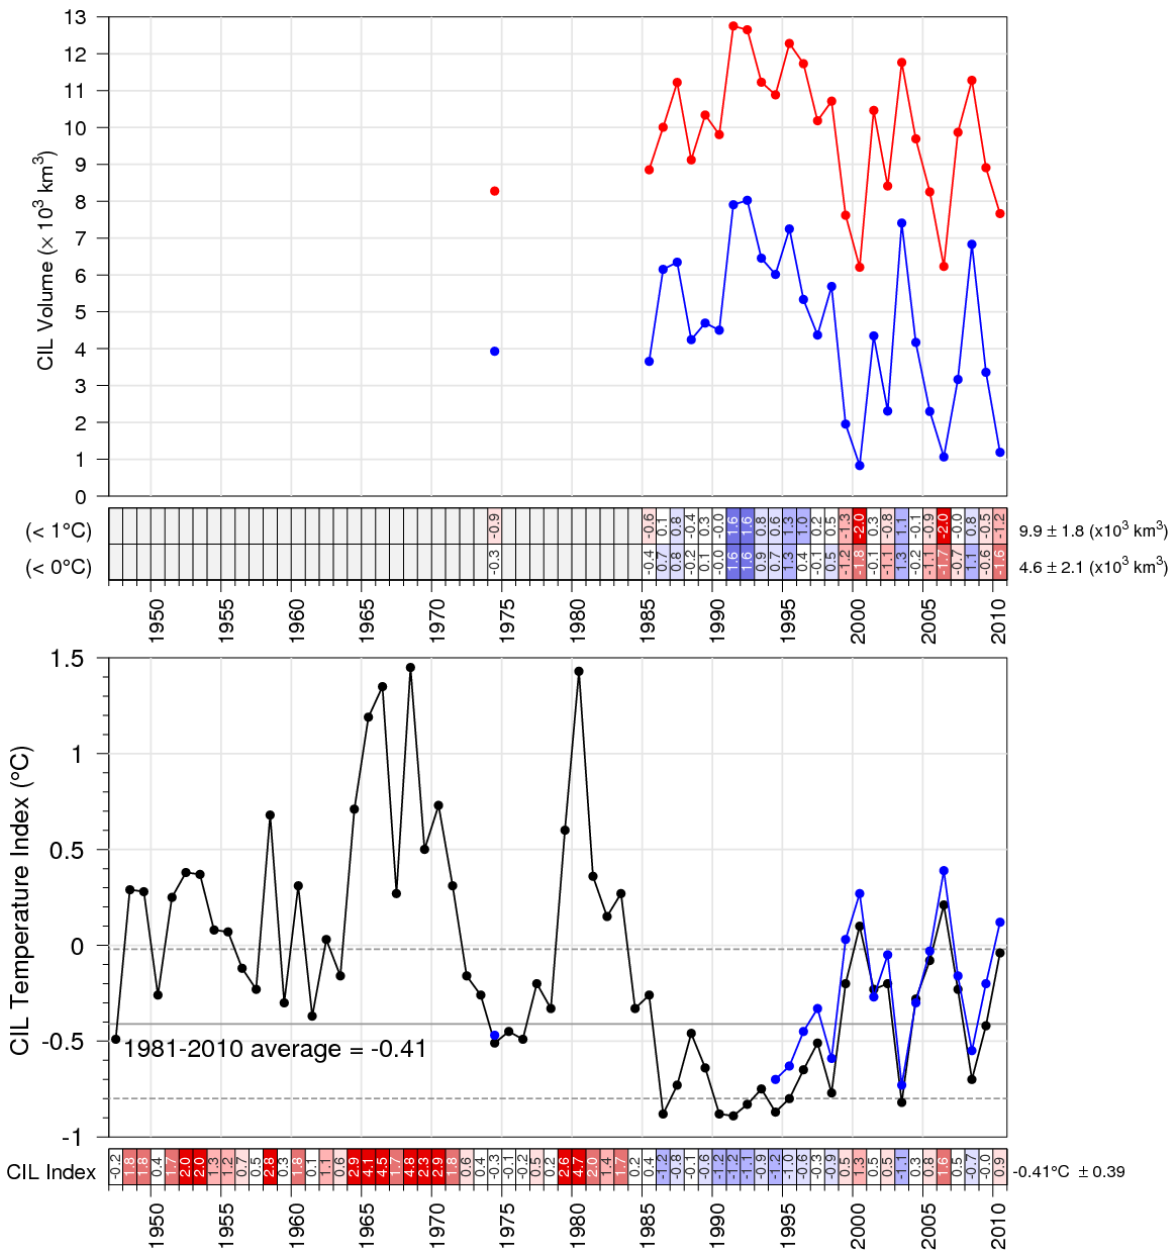 CIL Volume (× 10³ km³)
13
12
11
10
9
8
7
6
5
4
3
2
1
0
(< 1°C) -0.9 -0.6 0.1 0.8 -0.4 0.3 -0.0 1.6 1.6 0.8 0.6 1.3 1.0 0.2 0.5 -1.3 -2.0 0.3 -0.8 1.1 -0.1 -0.9 -2.0 -0.0 0.8 -0.5 -1.2 9.9 ± 1.8 (x10³ km³)
(< 0°C) -0.3 -0.4 0.7 0.8 -0.2 0.1 -0.0 1.6 1.6 0.9 0.7 1.3 0.4 -0.1 0.5 -1.2 -1.8 -0.1 -1.1 1.3 -0.2 -1.1 -1.7 -0.7 1.1 -0.6 -1.6 4.6 ± 2.1 (x10³ km³)
1950 1955 1960 1965 1970 1975 1980 1985 1990 1995 2000 2005 2010
CIL Temperature Index (°C)
1.5
1
0.5
0
-0.5
-1
1981-2010 average = -0.41
CIL Index -0.2 1.8 1.8 0.4 1.7 2.0 2.0 1.3 1.2 0.7 0.5 2.8 0.3 1.8 0.1 1.1 0.6 2.9 4.1 4.5 1.7 4.8 2.3 2.9 1.8 0.6 0.4 -0.3 -0.1 -0.2 0.5 0.2 2.6 4.7 2.0 1.4 1.7 0.2 0.4 -1.2 -0.8 -0.1 -0.6 -1.2 -1.2 -1.1 -0.9 -1.2 -1.0 -0.6 -0.3 -0.9 0.5 1.3 0.5 0.5 -1.1 0.3 0.8 1.6 0.5 -0.7 -0.0 0.9 -0.41°C ± 0.39
1950 1955 1960 1965 1970 1975 1980 1985 1990 1995 2000 2005 2010